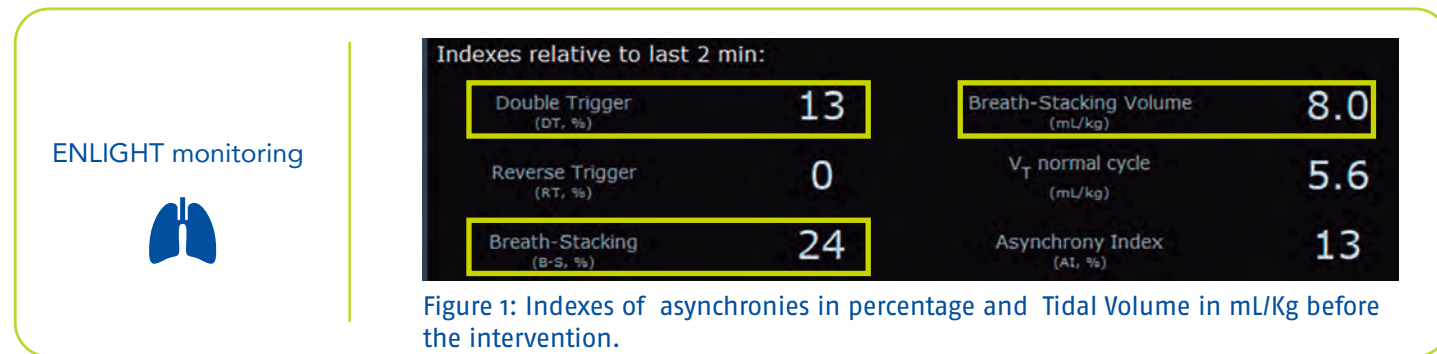 ENLIGHT monitoring
Indexes relative to last 2 min:
Double Trigger
(DT, %)
13
Breath-Stacking Volume
(mL/kg)
8.0
Reverse Trigger
(RT, %)
0
V_T normal cycle
(mL/kg)
5.6
Breath-Stacking
(B-S, %)
24
Asynchrony Index
(AI, %)
13
Figure 1: Indexes of asynchronies in percentage and Tidal Volume in mL/Kg before
the intervention.